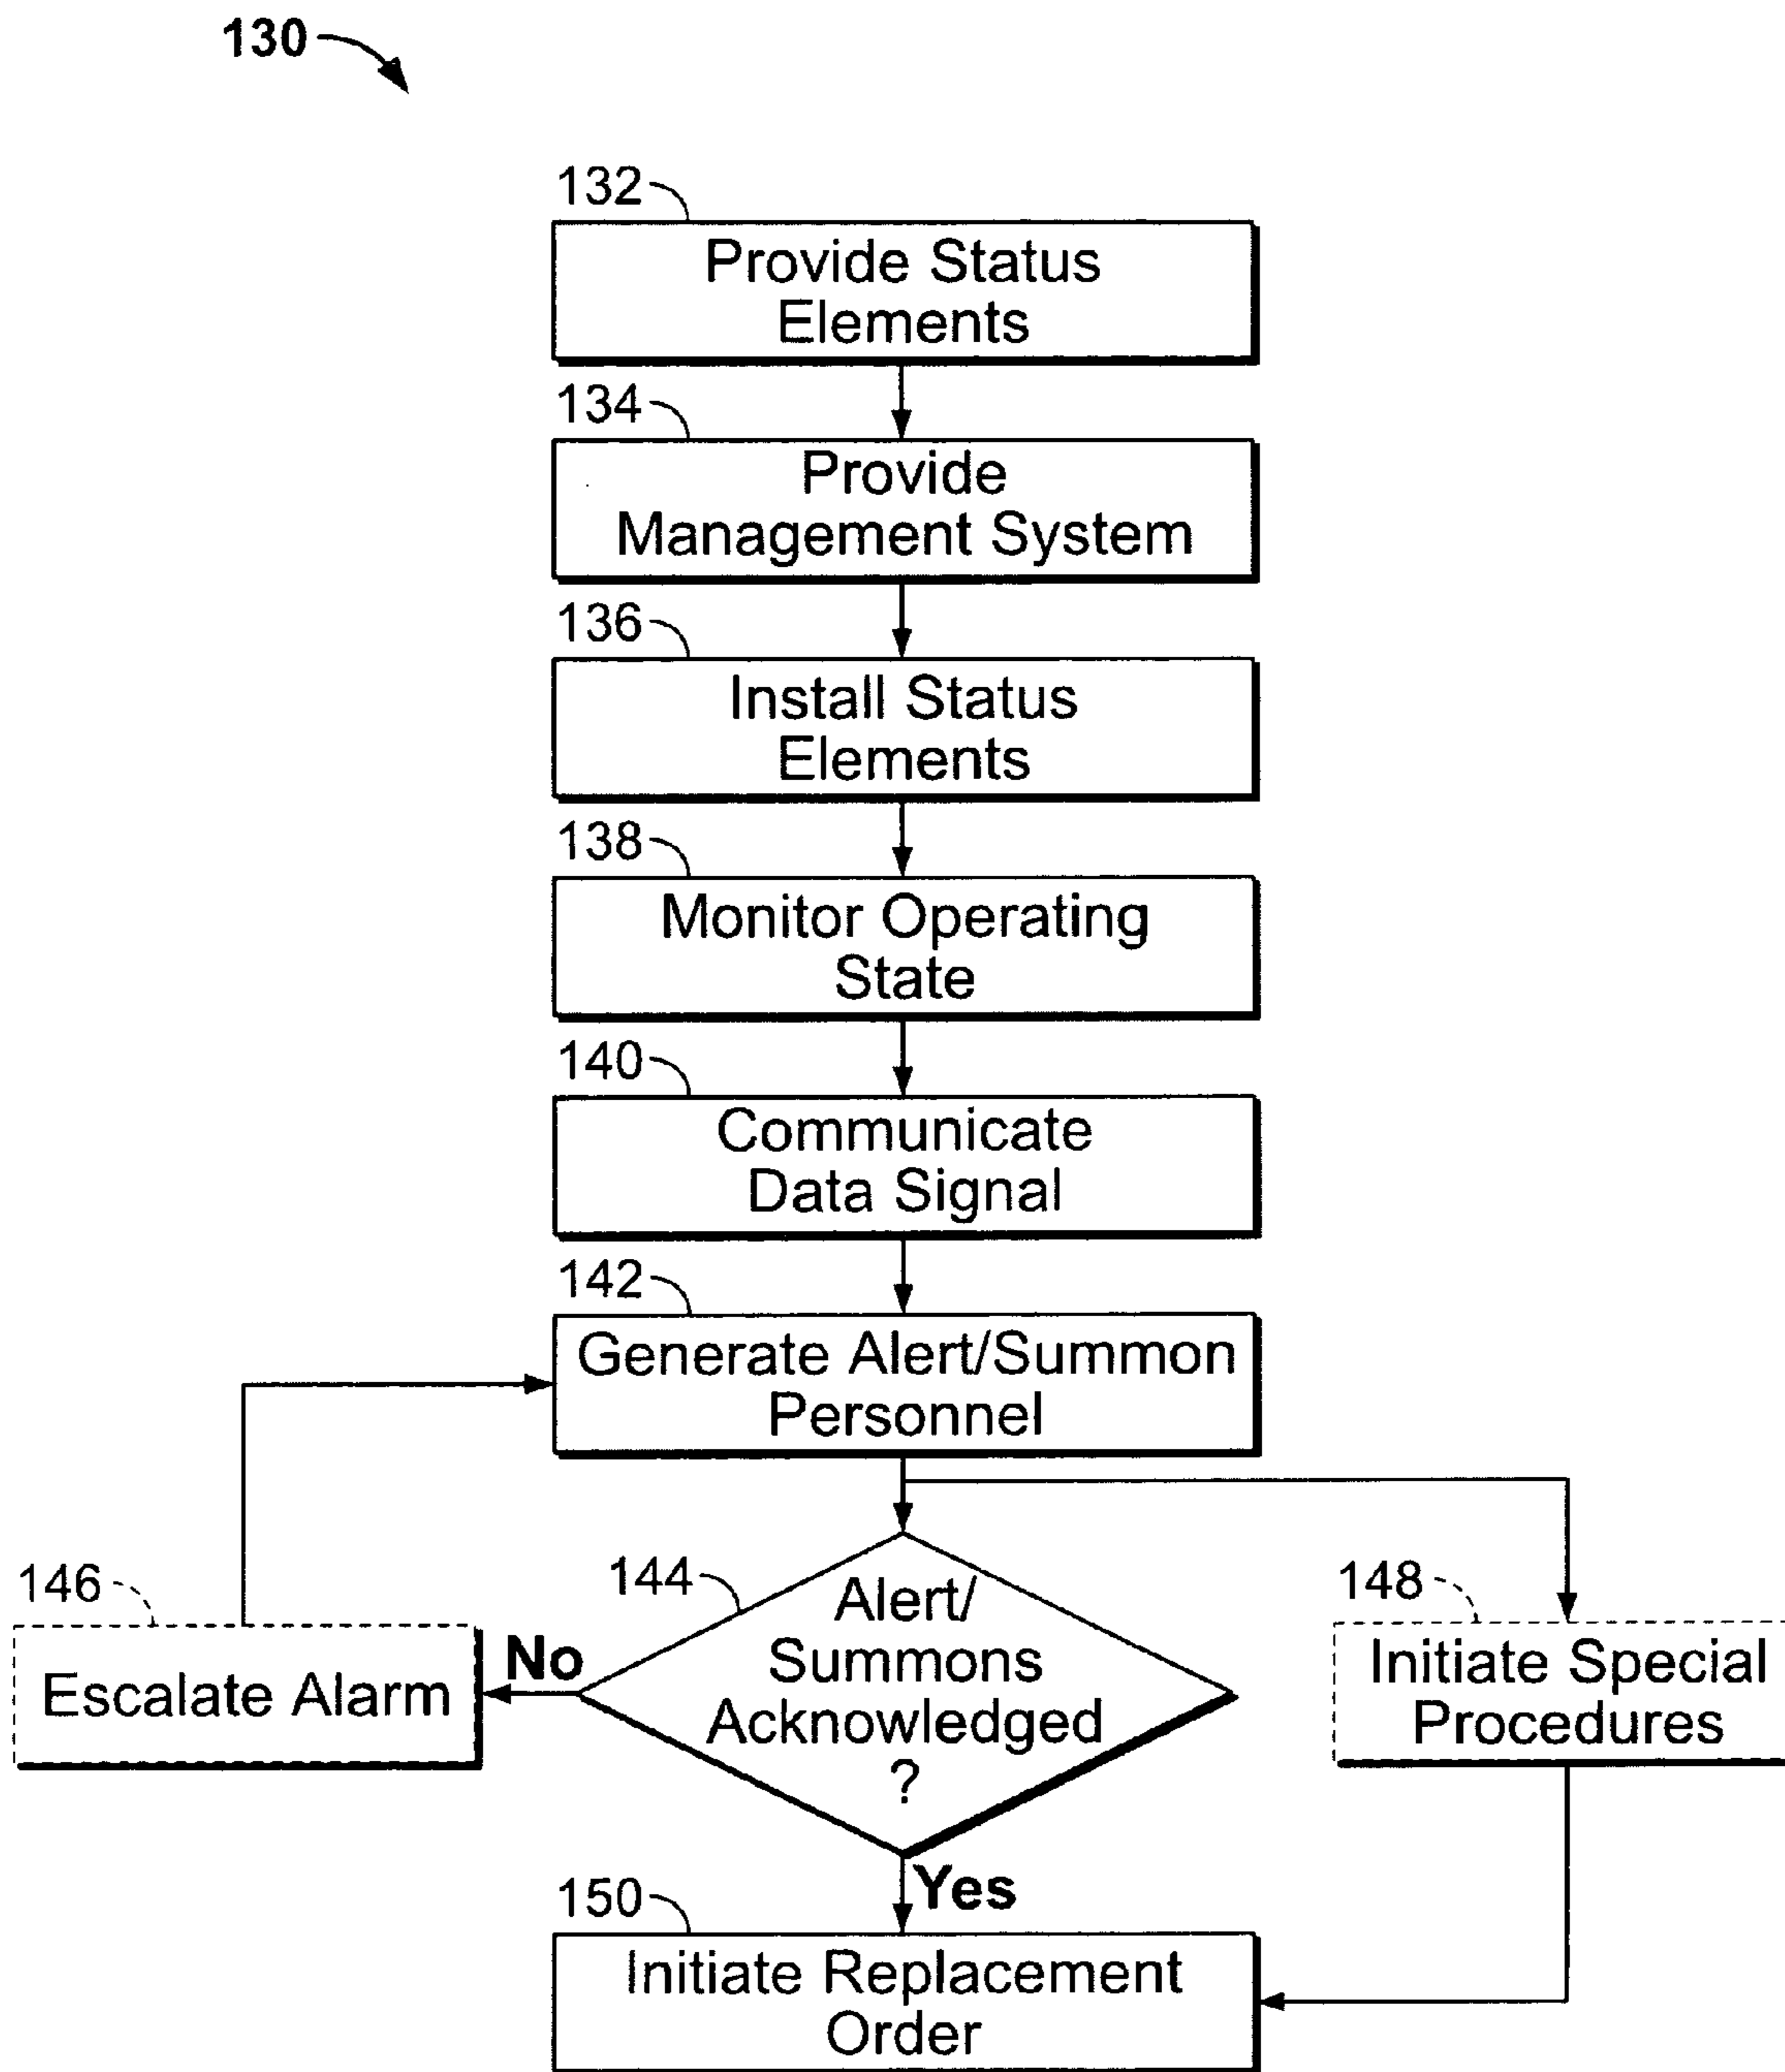 130
132
Provide Status
Elements
134
Provide
Management System
136
Install Status
Elements
138
Monitor Operating
State
140
Communicate
Data Signal
142
Generate Alert/Summon
Personnel
144
Alert/
Summons
Acknowledged
?
No
146
Escalate Alarm
148
Initiate Special
Procedures
Yes
150
Initiate Replacement
Order